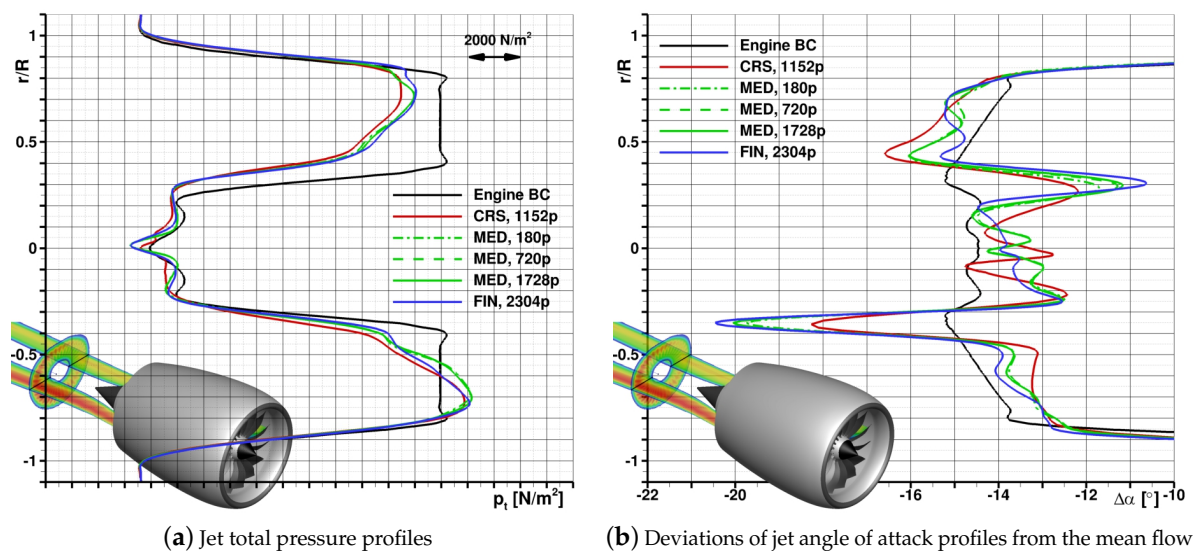 r/R
1
0.5
0
-0.5
-1
2000 N/m²
Engine BC
CRS, 1152p
MED, 180p
MED, 720p
MED, 1728p
FIN, 2304p
pₜ [N/m²]
(a) Jet total pressure profiles
r/R
1
0.5
0
-0.5
-1
Engine BC
CRS, 1152p
MED, 180p
MED, 720p
MED, 1728p
FIN, 2304p
-22 -20 -18 -16 -14 -12 -10
Δα [°]
(b) Deviations of jet angle of attack profiles from the mean flow